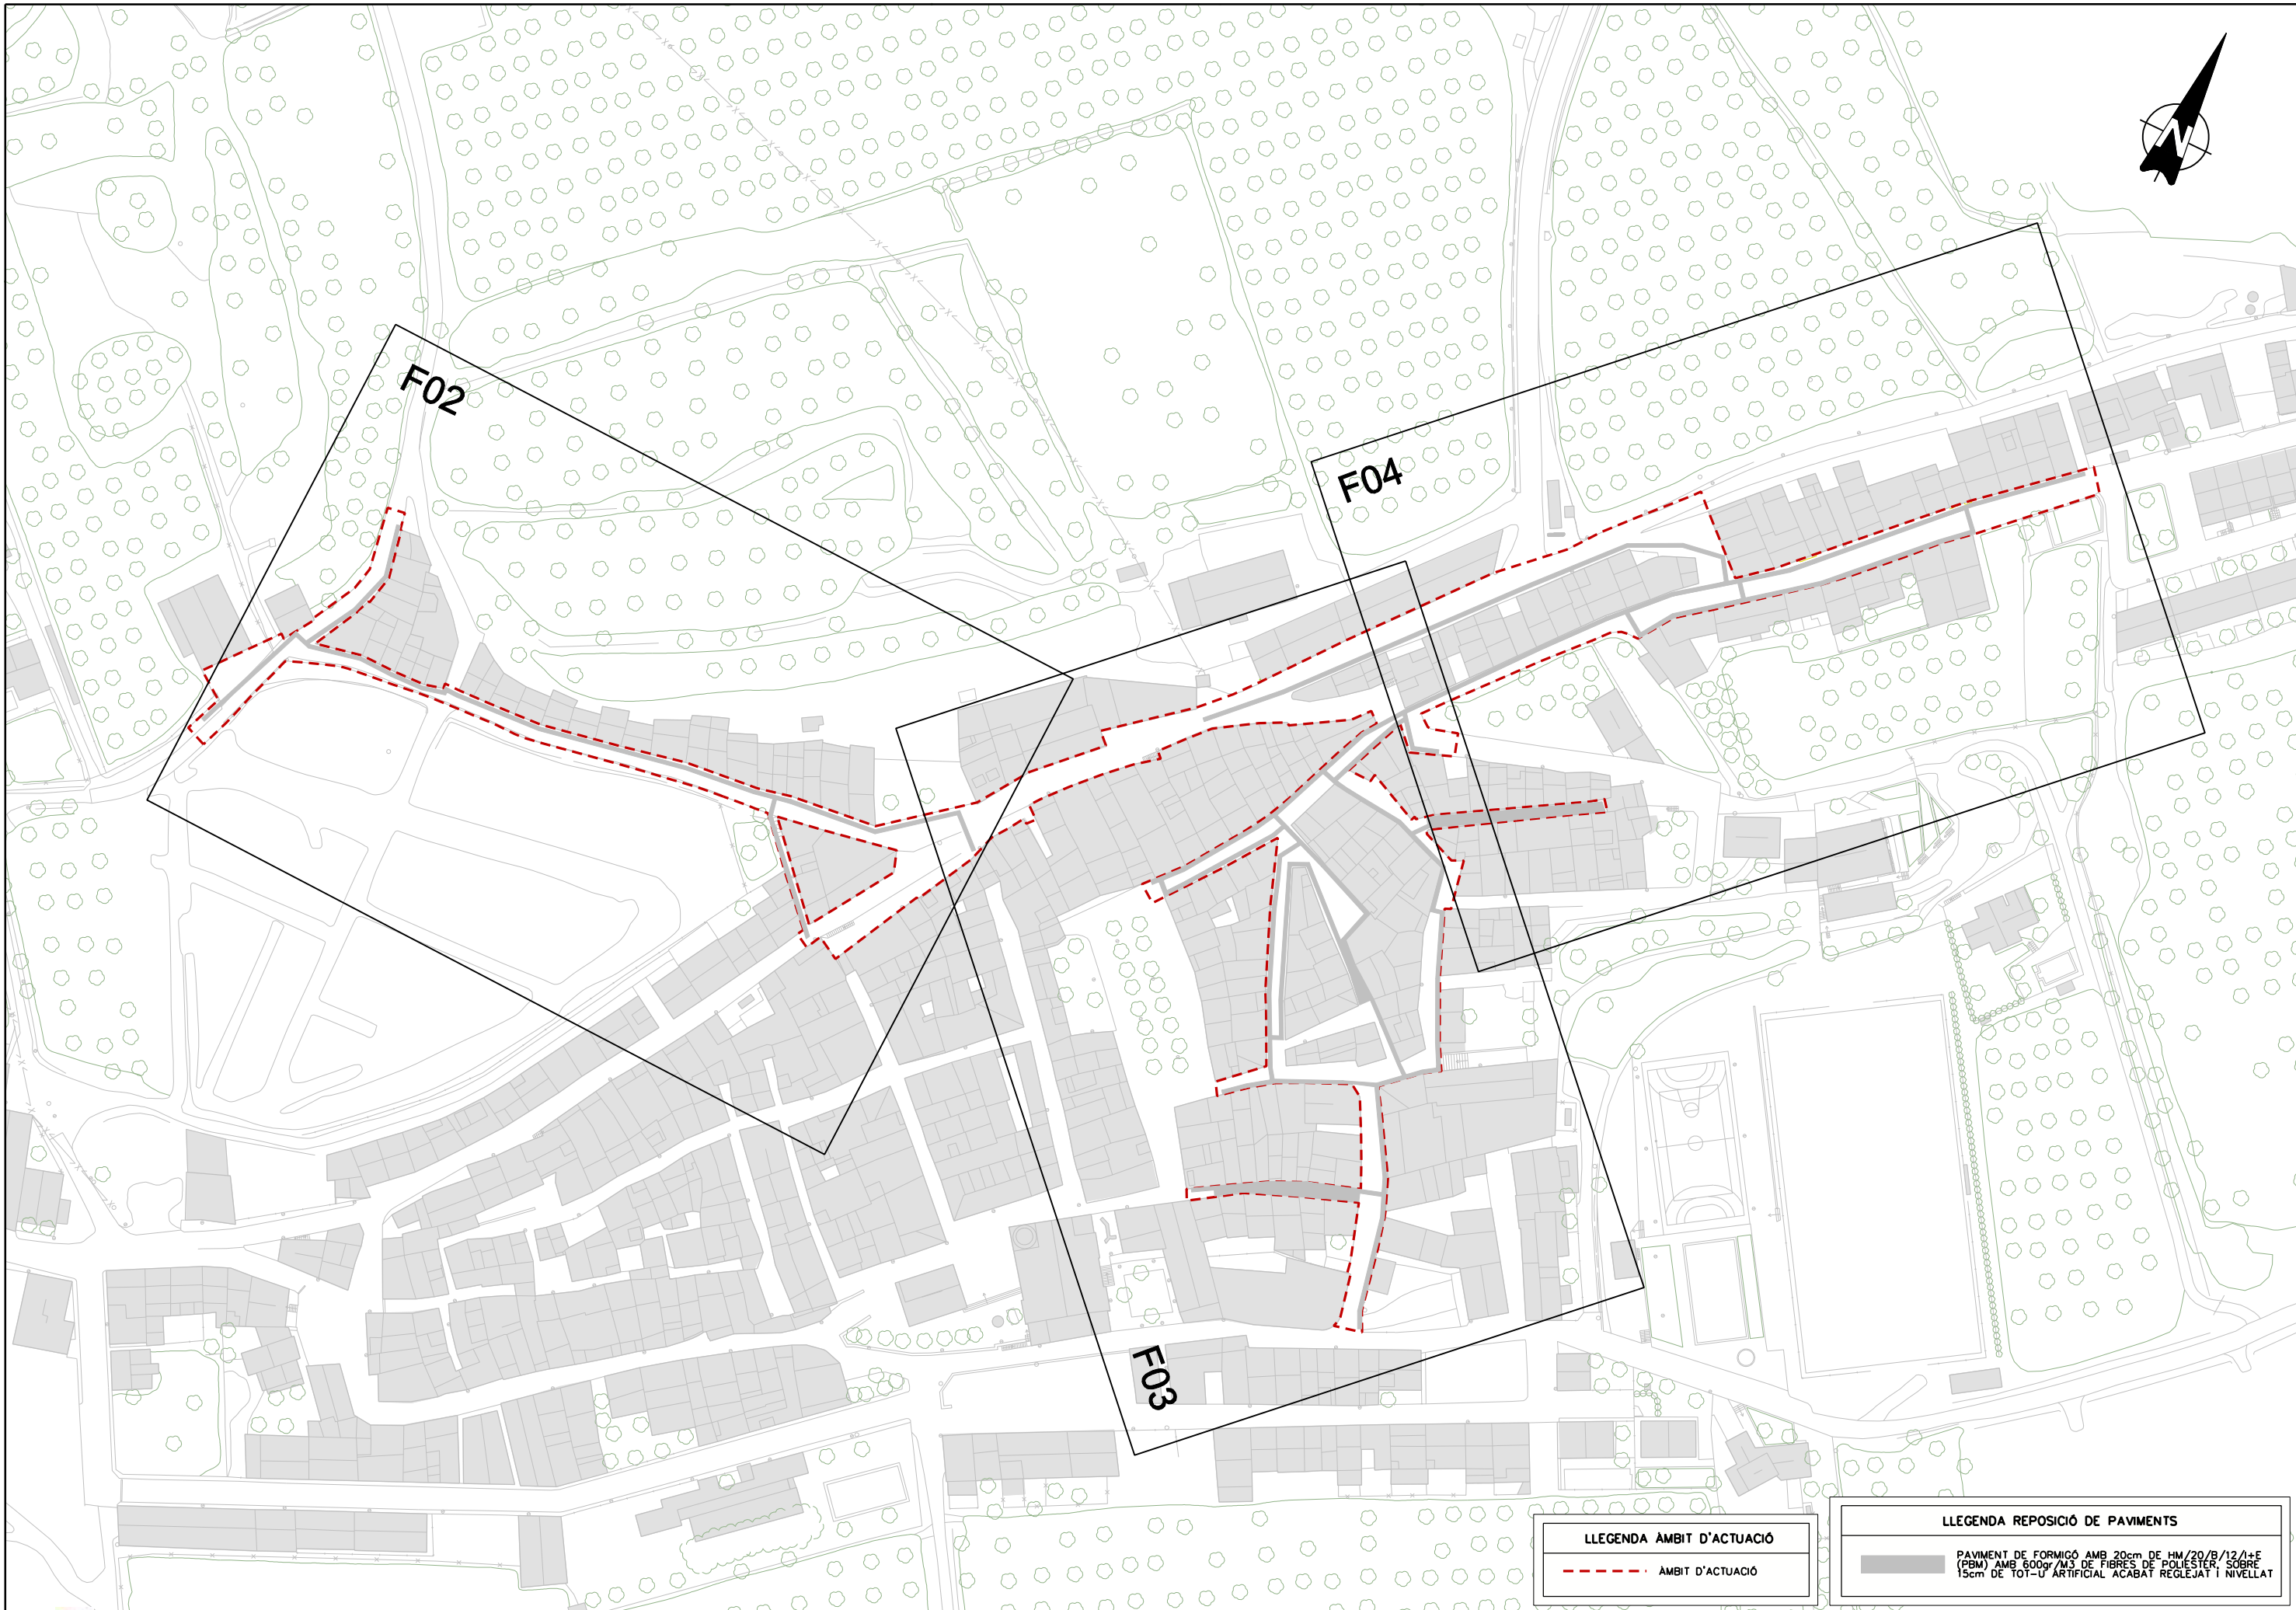 N
F02
F04
F03
LLEGENDA ÀMBIT D'ACTUACIÓ
ÀMBIT D'ACTUACIÓ
LLEGENDA REPOSICIÓ DE PAVIMENTS
PAVIMENT DE FORMIGÓ AMB 20cm DE HM/20/B/12/I+E
(PBM) AMB 600gr/M3 DE FIBRES DE POLIÈSTER, SOBRE
15cm DE TOT-U ARTIFICIAL ACABAT REGLEJAT I NIVELLAT